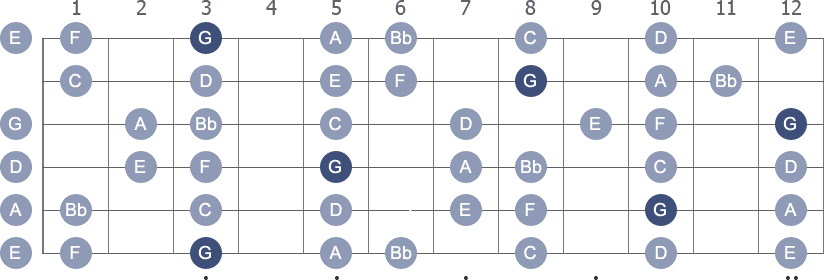 1 2 3 4 5 6 7 8 9 10 11 12
E F G A Bb C D E
C D E F G A Bb
G A Bb C D E F G
D E F G A Bb C D
A Bb C D E F G A
E F G A Bb C D E